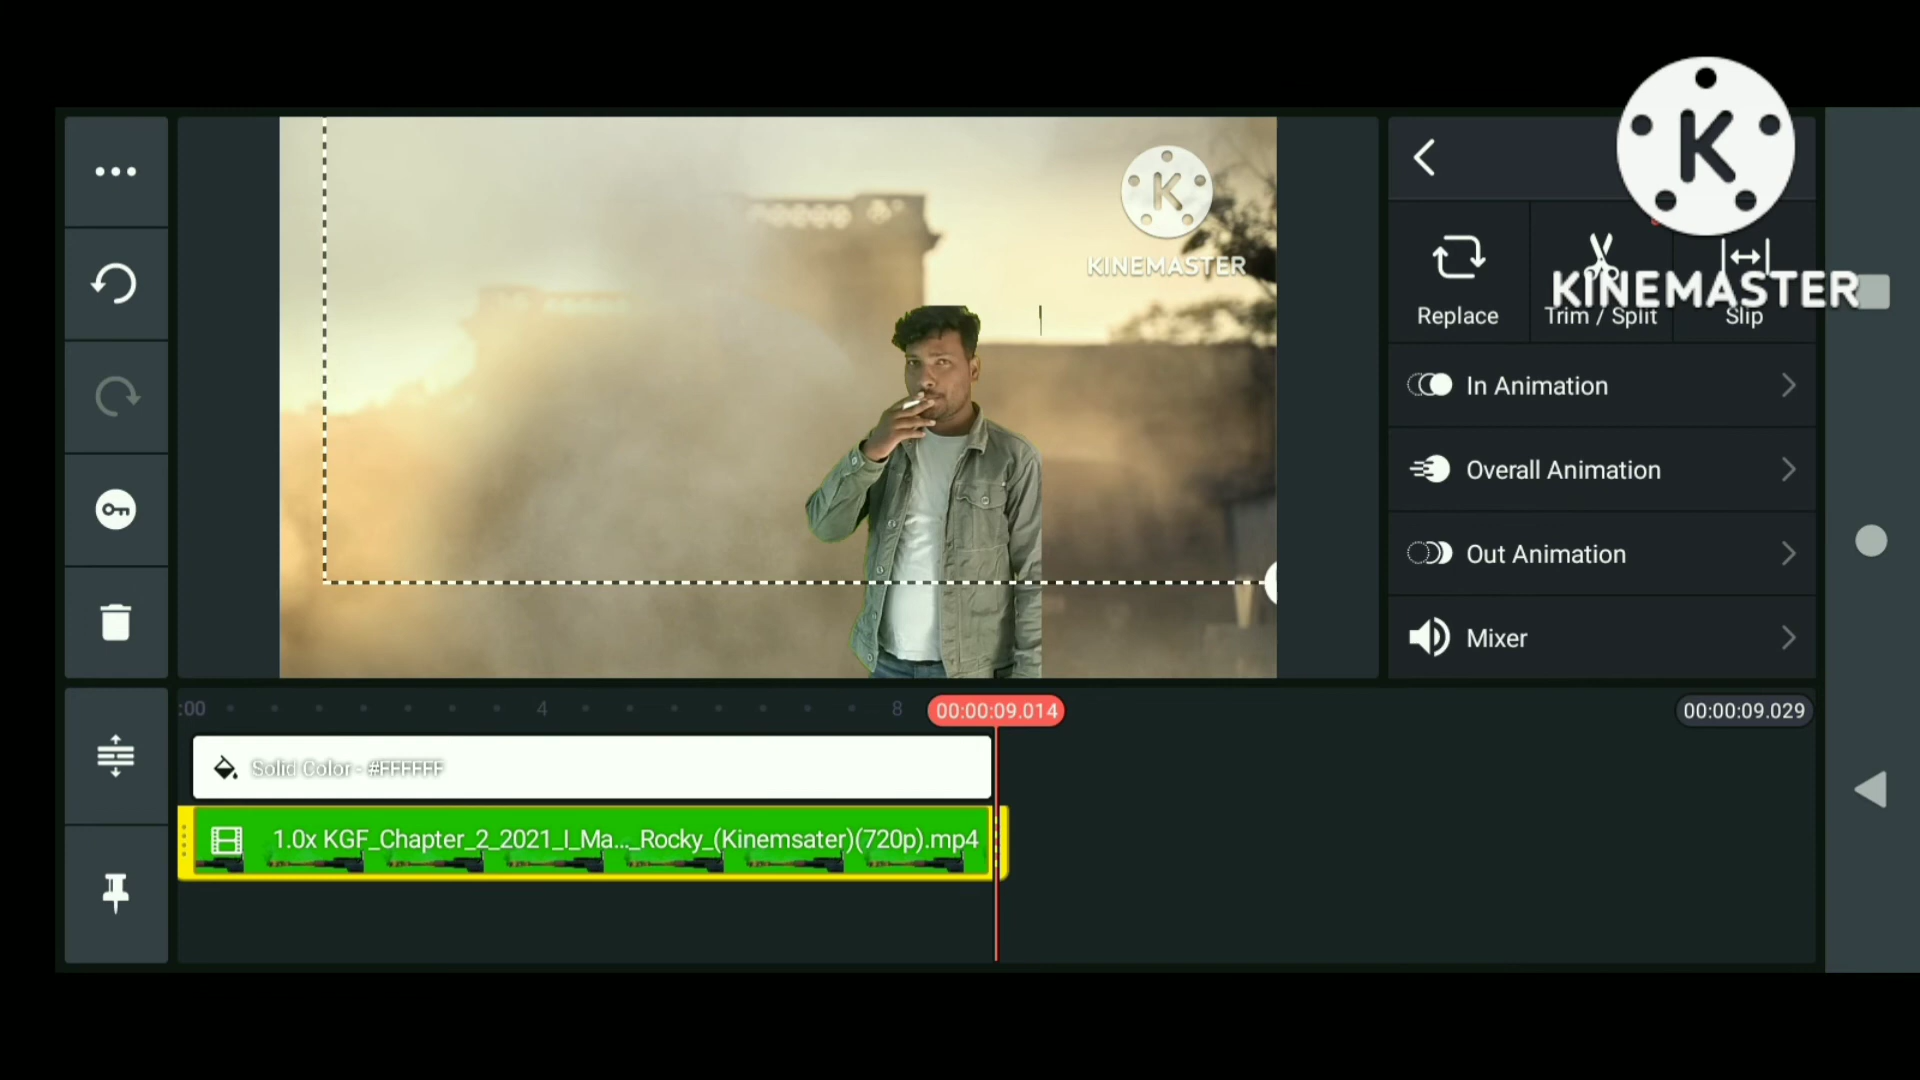 K
KINEMASTER
K
KINEMASTER
Replace
Trim / Split
Slip
In Animation
Overall Animation
Out Animation
Mixer
:00
4
8
00:00:09.014
00:00:09.029
Solid Color - #FFFFFF
1.0x KGF_Chapter_2_2021_I_Ma..._Rocky_(Kinemsater)(720p).mp4